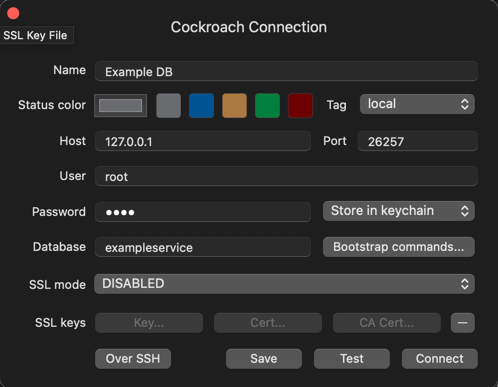 Cockroach Connection
SSL Key File
Name Example DB
Status color Tag local
Host 127.0.0.1 Port 26257
User root
Password ●●●● Store in keychain
Database exampleservice Bootstrap commands...
SSL mode DISABLED
SSL keys Key... Cert... CA Cert... —
Over SSH Save Test Connect